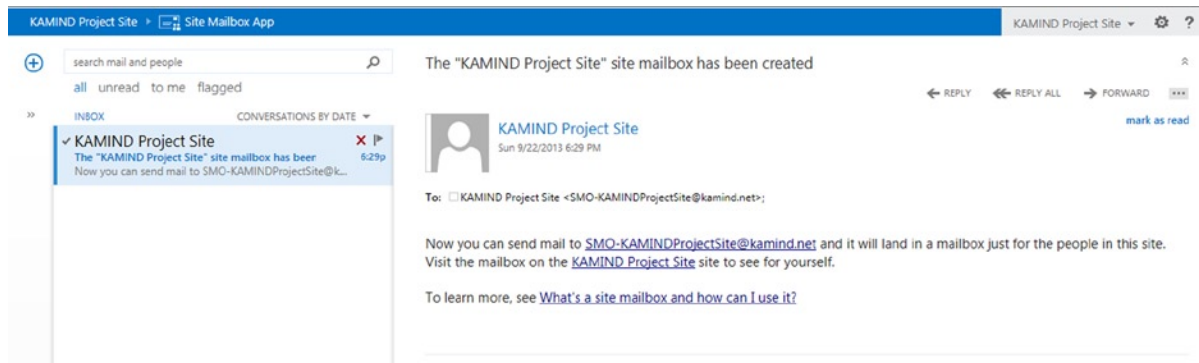 KAMIND Project Site ▸ Site Mailbox App
KAMIND Project Site
?
search mail and people
all unread to me flagged
INBOX CONVERSATIONS BY DATE
KAMIND Project Site
The "KAMIND Project Site" site mailbox has beer 6:29p
Now you can send mail to SMO-KAMINDProjectSite@k...
The "KAMIND Project Site" site mailbox has been created
REPLY REPLY ALL FORWARD ...
mark as read
KAMIND Project Site
Sun 9/22/2013 6:29 PM
To: KAMIND Project Site <SMO-KAMINDProjectSite@kamind.net>;
Now you can send mail to SMO-KAMINDProjectSite@kamind.net and it will land in a mailbox just for the people in this site.
Visit the mailbox on the KAMIND Project Site site to see for yourself.
To learn more, see What's a site mailbox and how can I use it?